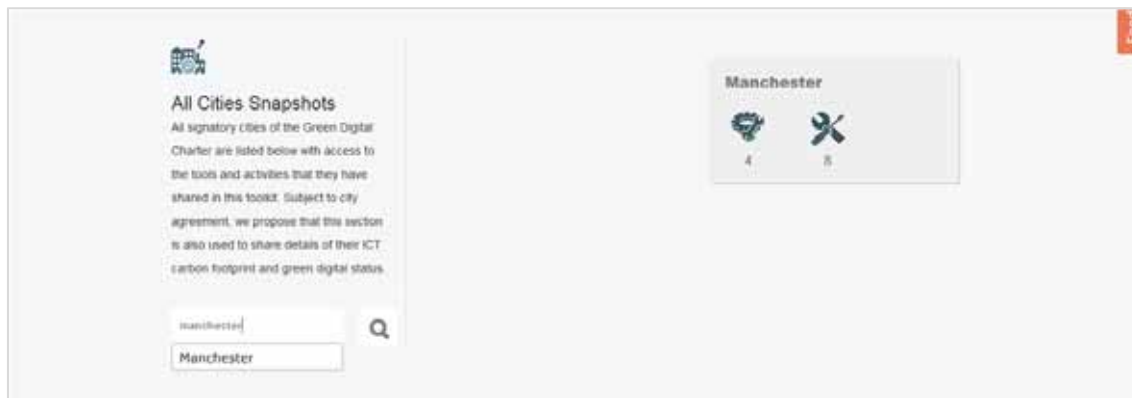 All Cities Snapshots
All signatory cities of the Green Digital
Charter are listed below with access to
the tools and activities that they have
shared in this toolkit. Subject to city
agreement, we propose that this section
is also used to share details of their ICT
carbon footprint and green digital status.
manchester
Manchester
Manchester
4 8